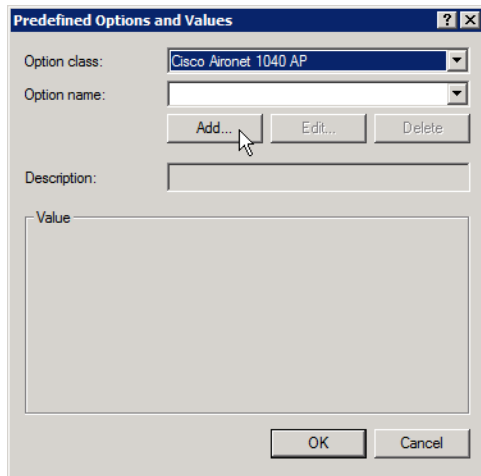 Predefined Options and Values
Option class: Cisco Aironet 1040 AP
Option name:
Add... Edit... Delete
Description:
Value
OK Cancel